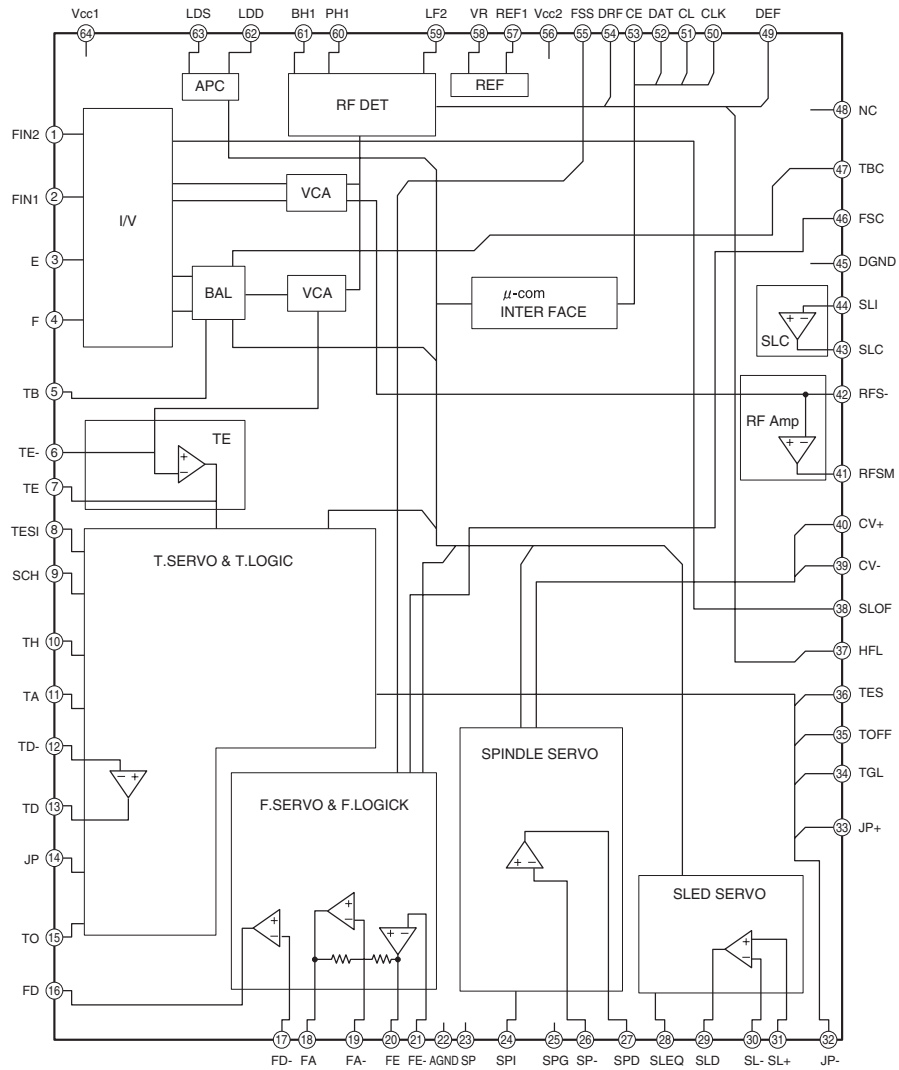 Vcc1 LDS LDD BH1 PH1 LF2 VR REF1 Vcc2 FSS DRF CE DAT CL CLK DEF
64 63 62 61 60 59 58 57 56 55 54 53 52 51 50 49
APC
RF DET
REF
48 NC
FIN2 1
47 TBC
FIN1 2
VCA
I/V
46 FSC
E 3
45 DGND
BAL
VCA
μ-com
INTER FACE
44 SLI
F 4
SLC
43 SLC
TB 5
42 RFS-
RF Amp
TE
TE- 6
41 RFSM
TE 7
TESI 8
40 CV+
T.SERVO & T.LOGIC
SCH 9
39 CV-
38 SLOF
TH 10
37 HFL
TA 11
36 TES
TD- 12
35 TOFF
SPINDLE SERVO
34 TGL
TD 13
F.SERVO & F.LOGICK
33 JP+
JP 14
SLED SERVO
TO 15
FD 16
17 18 19 20 21 22 23 24 25 26 27 28 29 30 31 32
FD- FA FA- FE FE- AGND SP SPI SPG SP- SPD SLEQ SLD SL- SL+ JP-